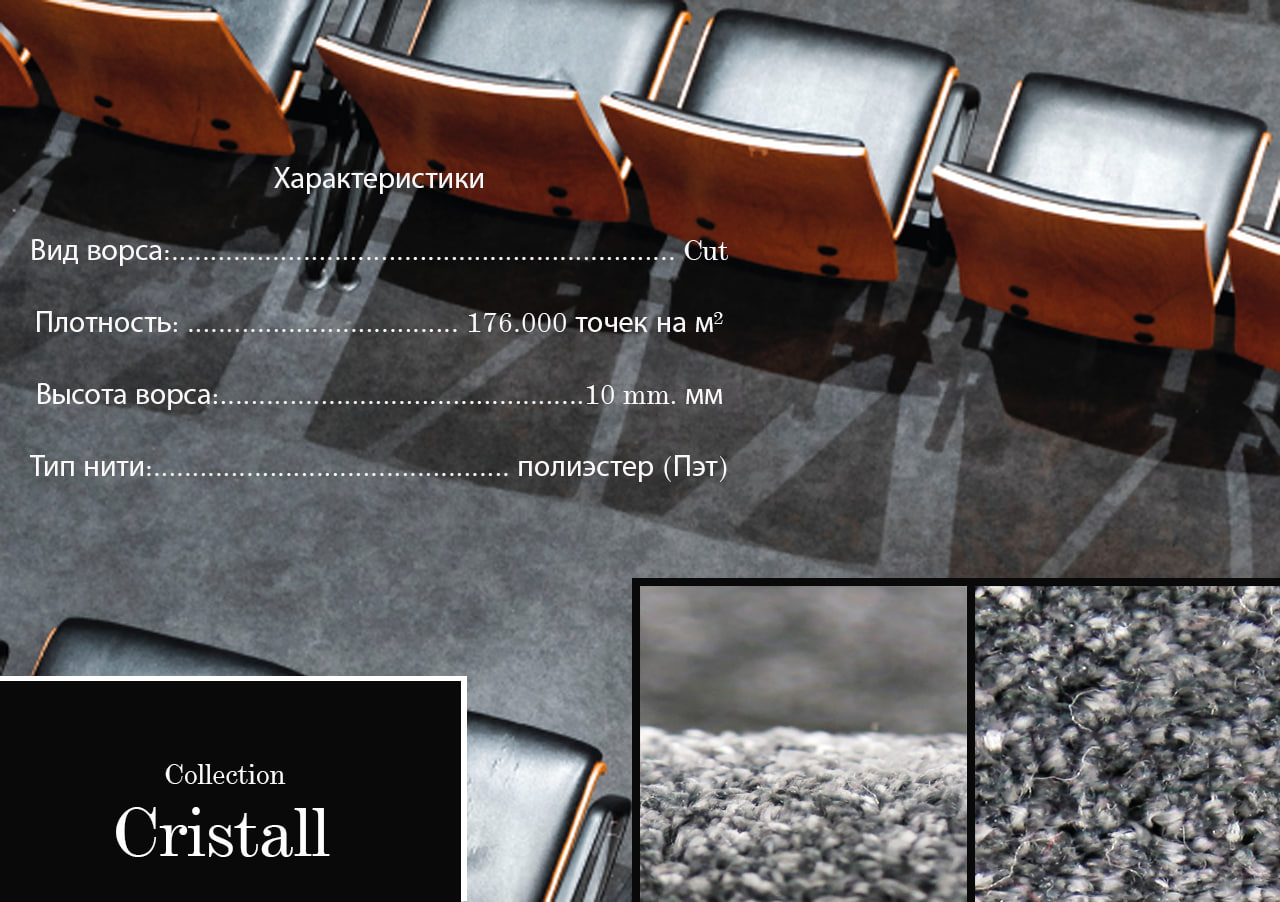 Характеристики
Вид ворса:.................................................................. Cut
Плотность: ................................... 176.000 точек на м²
Высота ворса:...............................................10 mm. мм
Тип нити:.............................................. полиэстер (Пэт)
Collection
Cristall